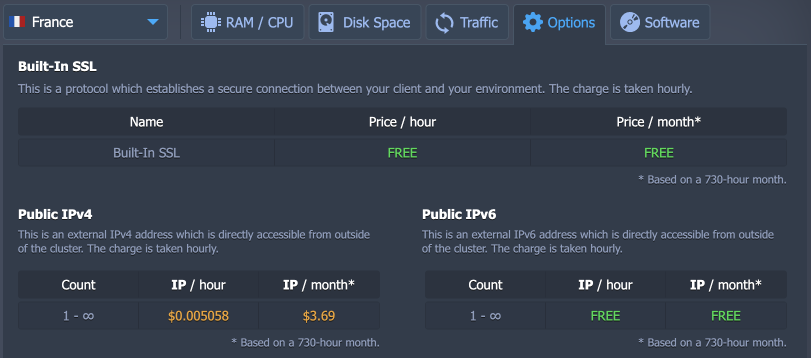 France
RAM / CPU
Disk Space
Traffic
Options
Software
Built-In SSL
This is a protocol which establishes a secure connection between your client and your environment. The charge is taken hourly.
Name Price / hour Price / month*
Built-In SSL FREE FREE
* Based on a 730-hour month.
Public IPv4
This is an external IPv4 address which is directly accessible from outside
of the cluster. The charge is taken hourly.
Count IP / hour IP / month*
1 - ∞ $0.005058 $3.69
* Based on a 730-hour month.
Public IPv6
This is an external IPv6 address which is directly accessible from outside
of the cluster. The charge is taken hourly.
Count IP / hour IP / month*
1 - ∞ FREE FREE
* Based on a 730-hour month.